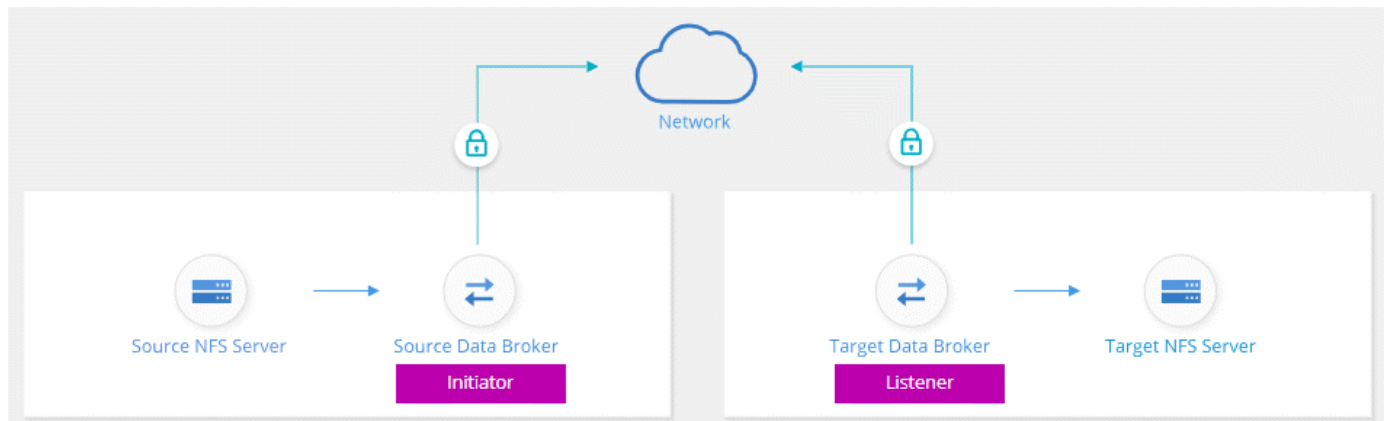 Network
Source NFS Server
Source Data Broker
Target Data Broker
Target NFS Server
Initiator
Listener